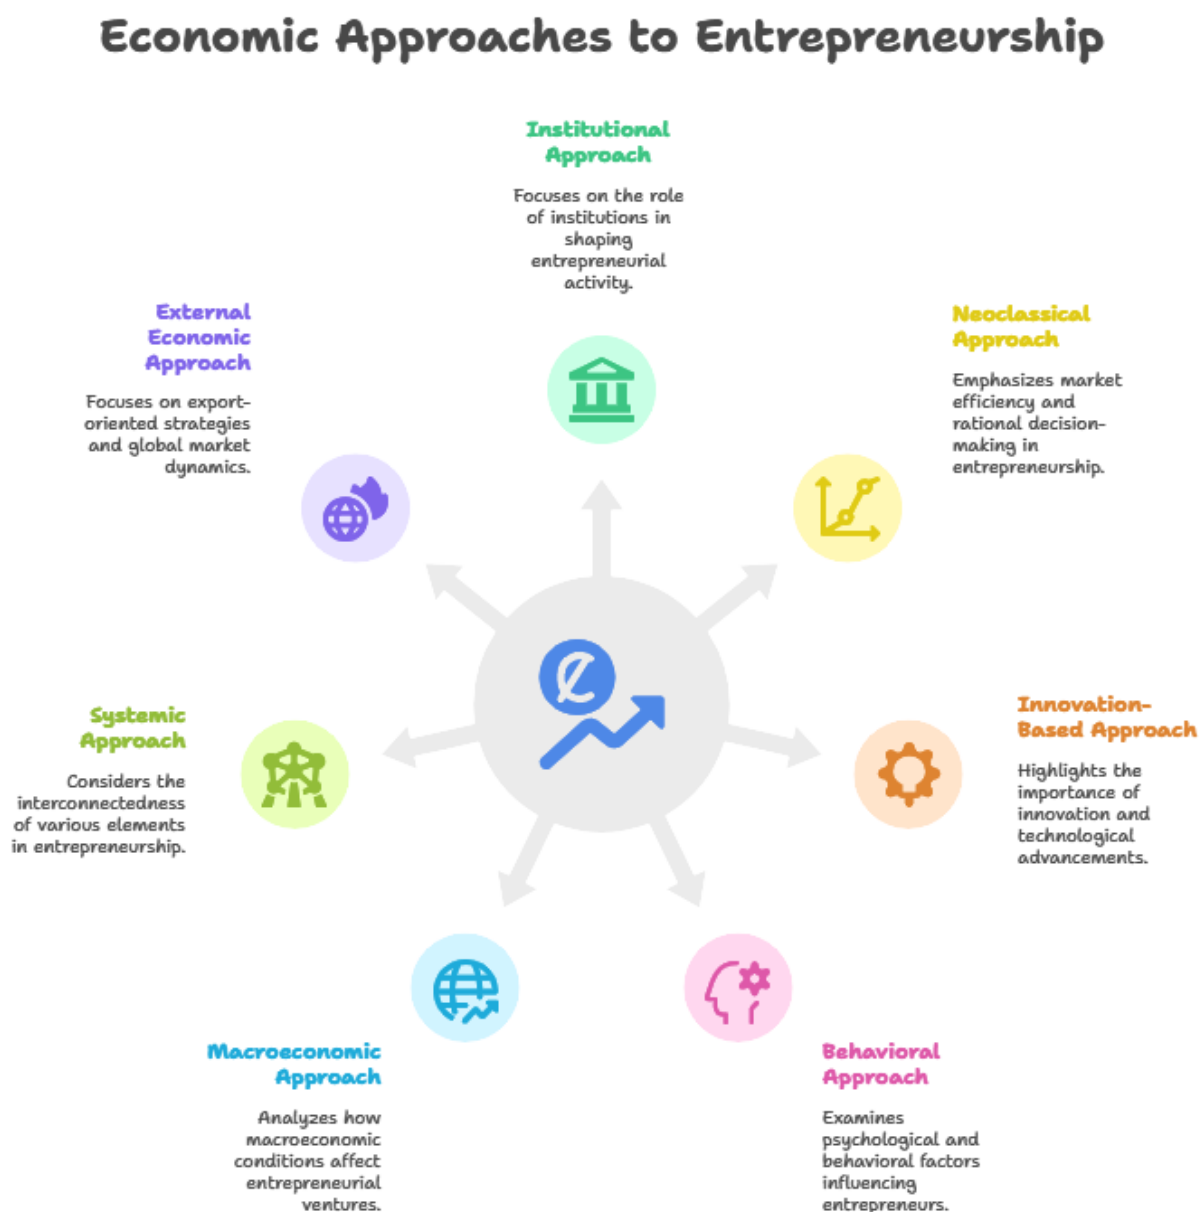 Economic Approaches to Entrepreneurship
Institutional
Approach
Focuses on the role
of institutions in
shaping
entrepreneurial
activity.
External
Economic
Approach
Focuses on export-
oriented strategies
and global market
dynamics.
Neoclassical
Approach
Emphasizes market
efficiency and
rational decision-
making in
entrepreneurship.
Systemic
Approach
Considers the
interconnectedness
of various elements
in entrepreneurship.
Innovation-
Based Approach
Highlights the
importance of
innovation and
technological
advancements.
Macroeconomic
Approach
Analyzes how
macroeconomic
conditions affect
entrepreneurial
ventures.
Behavioral
Approach
Examines
psychological and
behavioral factors
influencing
entrepreneurs.